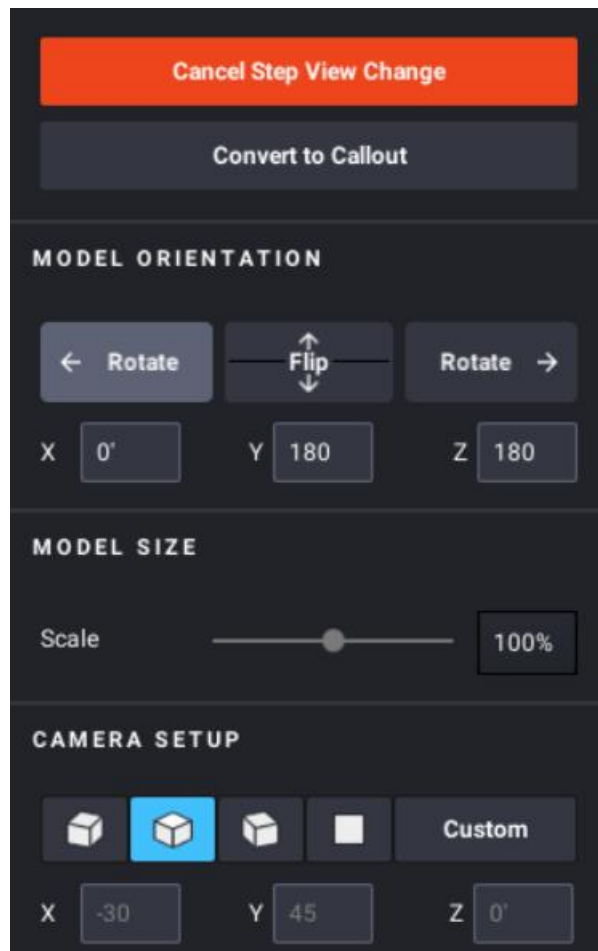 Cancel Step View Change
Convert to Callout
MODEL ORIENTATION
← Rotate Flip Rotate →
X 0° Y 180 Z 180
MODEL SIZE
Scale 100%
CAMERA SETUP
Custom
X -30 Y 45 Z 0°